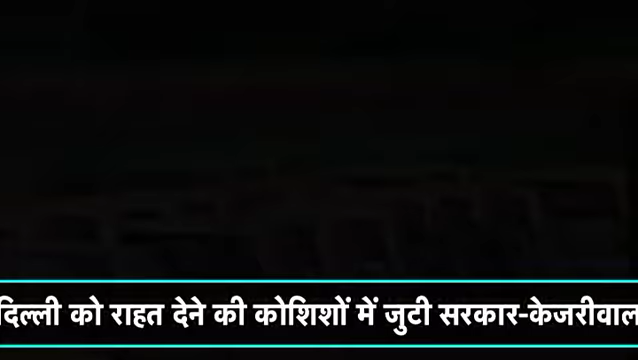 दिल्ली को राहत देने की कोशिशों में जुटी सरकार-केजरीवाल